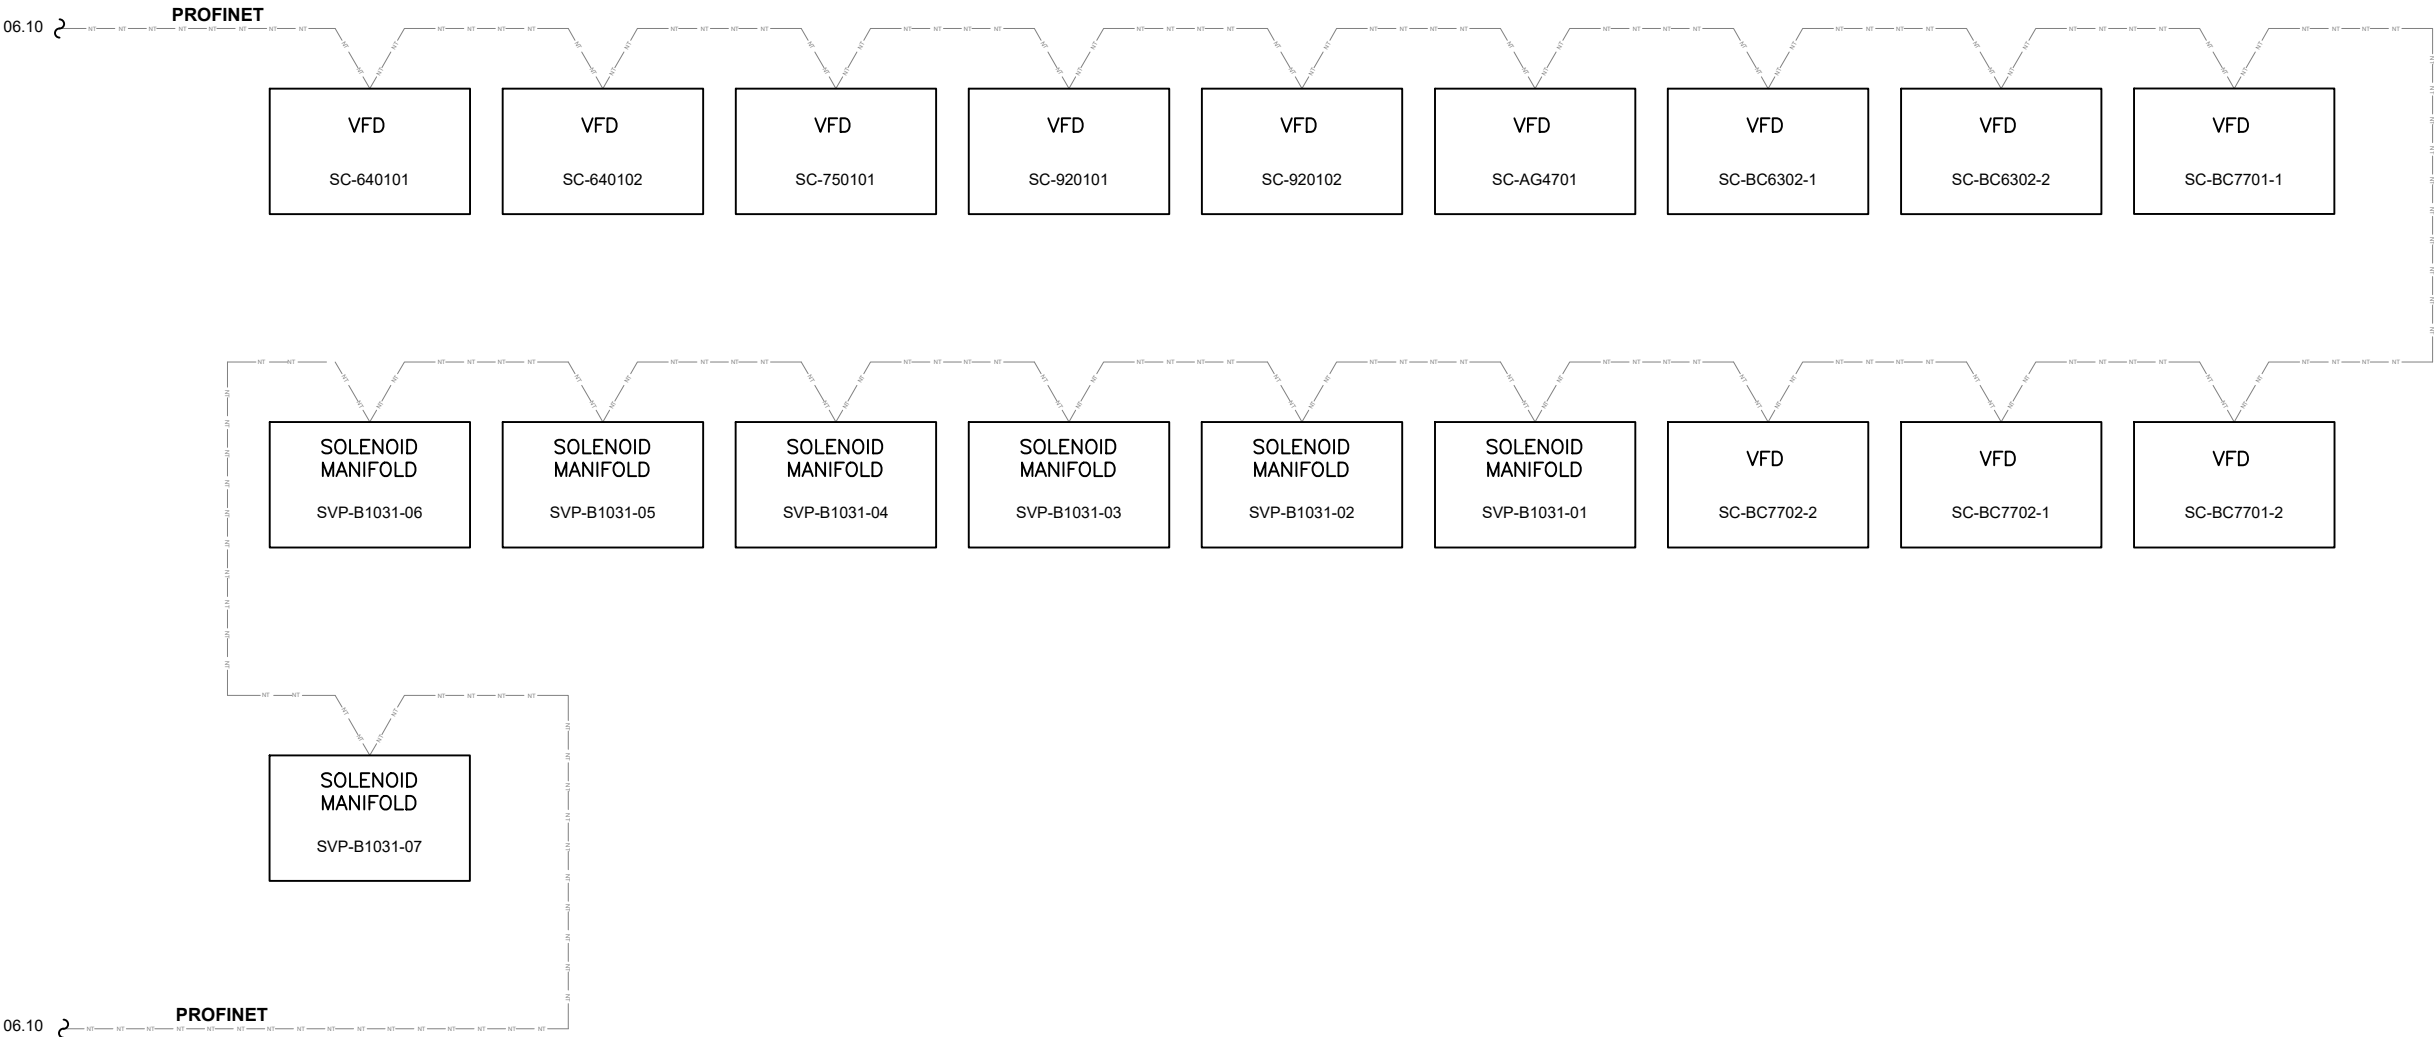 PROFINET
06.10
VFD
SC-640101
VFD
SC-640102
VFD
SC-750101
VFD
SC-920101
VFD
SC-920102
VFD
SC-AG4701
VFD
SC-BC6302-1
VFD
SC-BC6302-2
VFD
SC-BC7701-1
SOLENOID
MANIFOLD
SVP-B1031-06
SOLENOID
MANIFOLD
SVP-B1031-05
SOLENOID
MANIFOLD
SVP-B1031-04
SOLENOID
MANIFOLD
SVP-B1031-03
SOLENOID
MANIFOLD
SVP-B1031-02
SOLENOID
MANIFOLD
SVP-B1031-01
VFD
SC-BC7702-2
VFD
SC-BC7702-1
VFD
SC-BC7701-2
SOLENOID
MANIFOLD
SVP-B1031-07
PROFINET
06.10